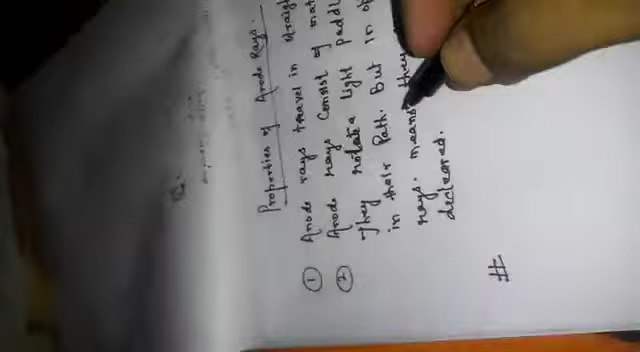 Properties of Anode Rays.
① Anode rays travel in straigh
② Anode rays consist of mat
They rotate a light paddl
in their Path. But in op
rays. means they
declared.
#